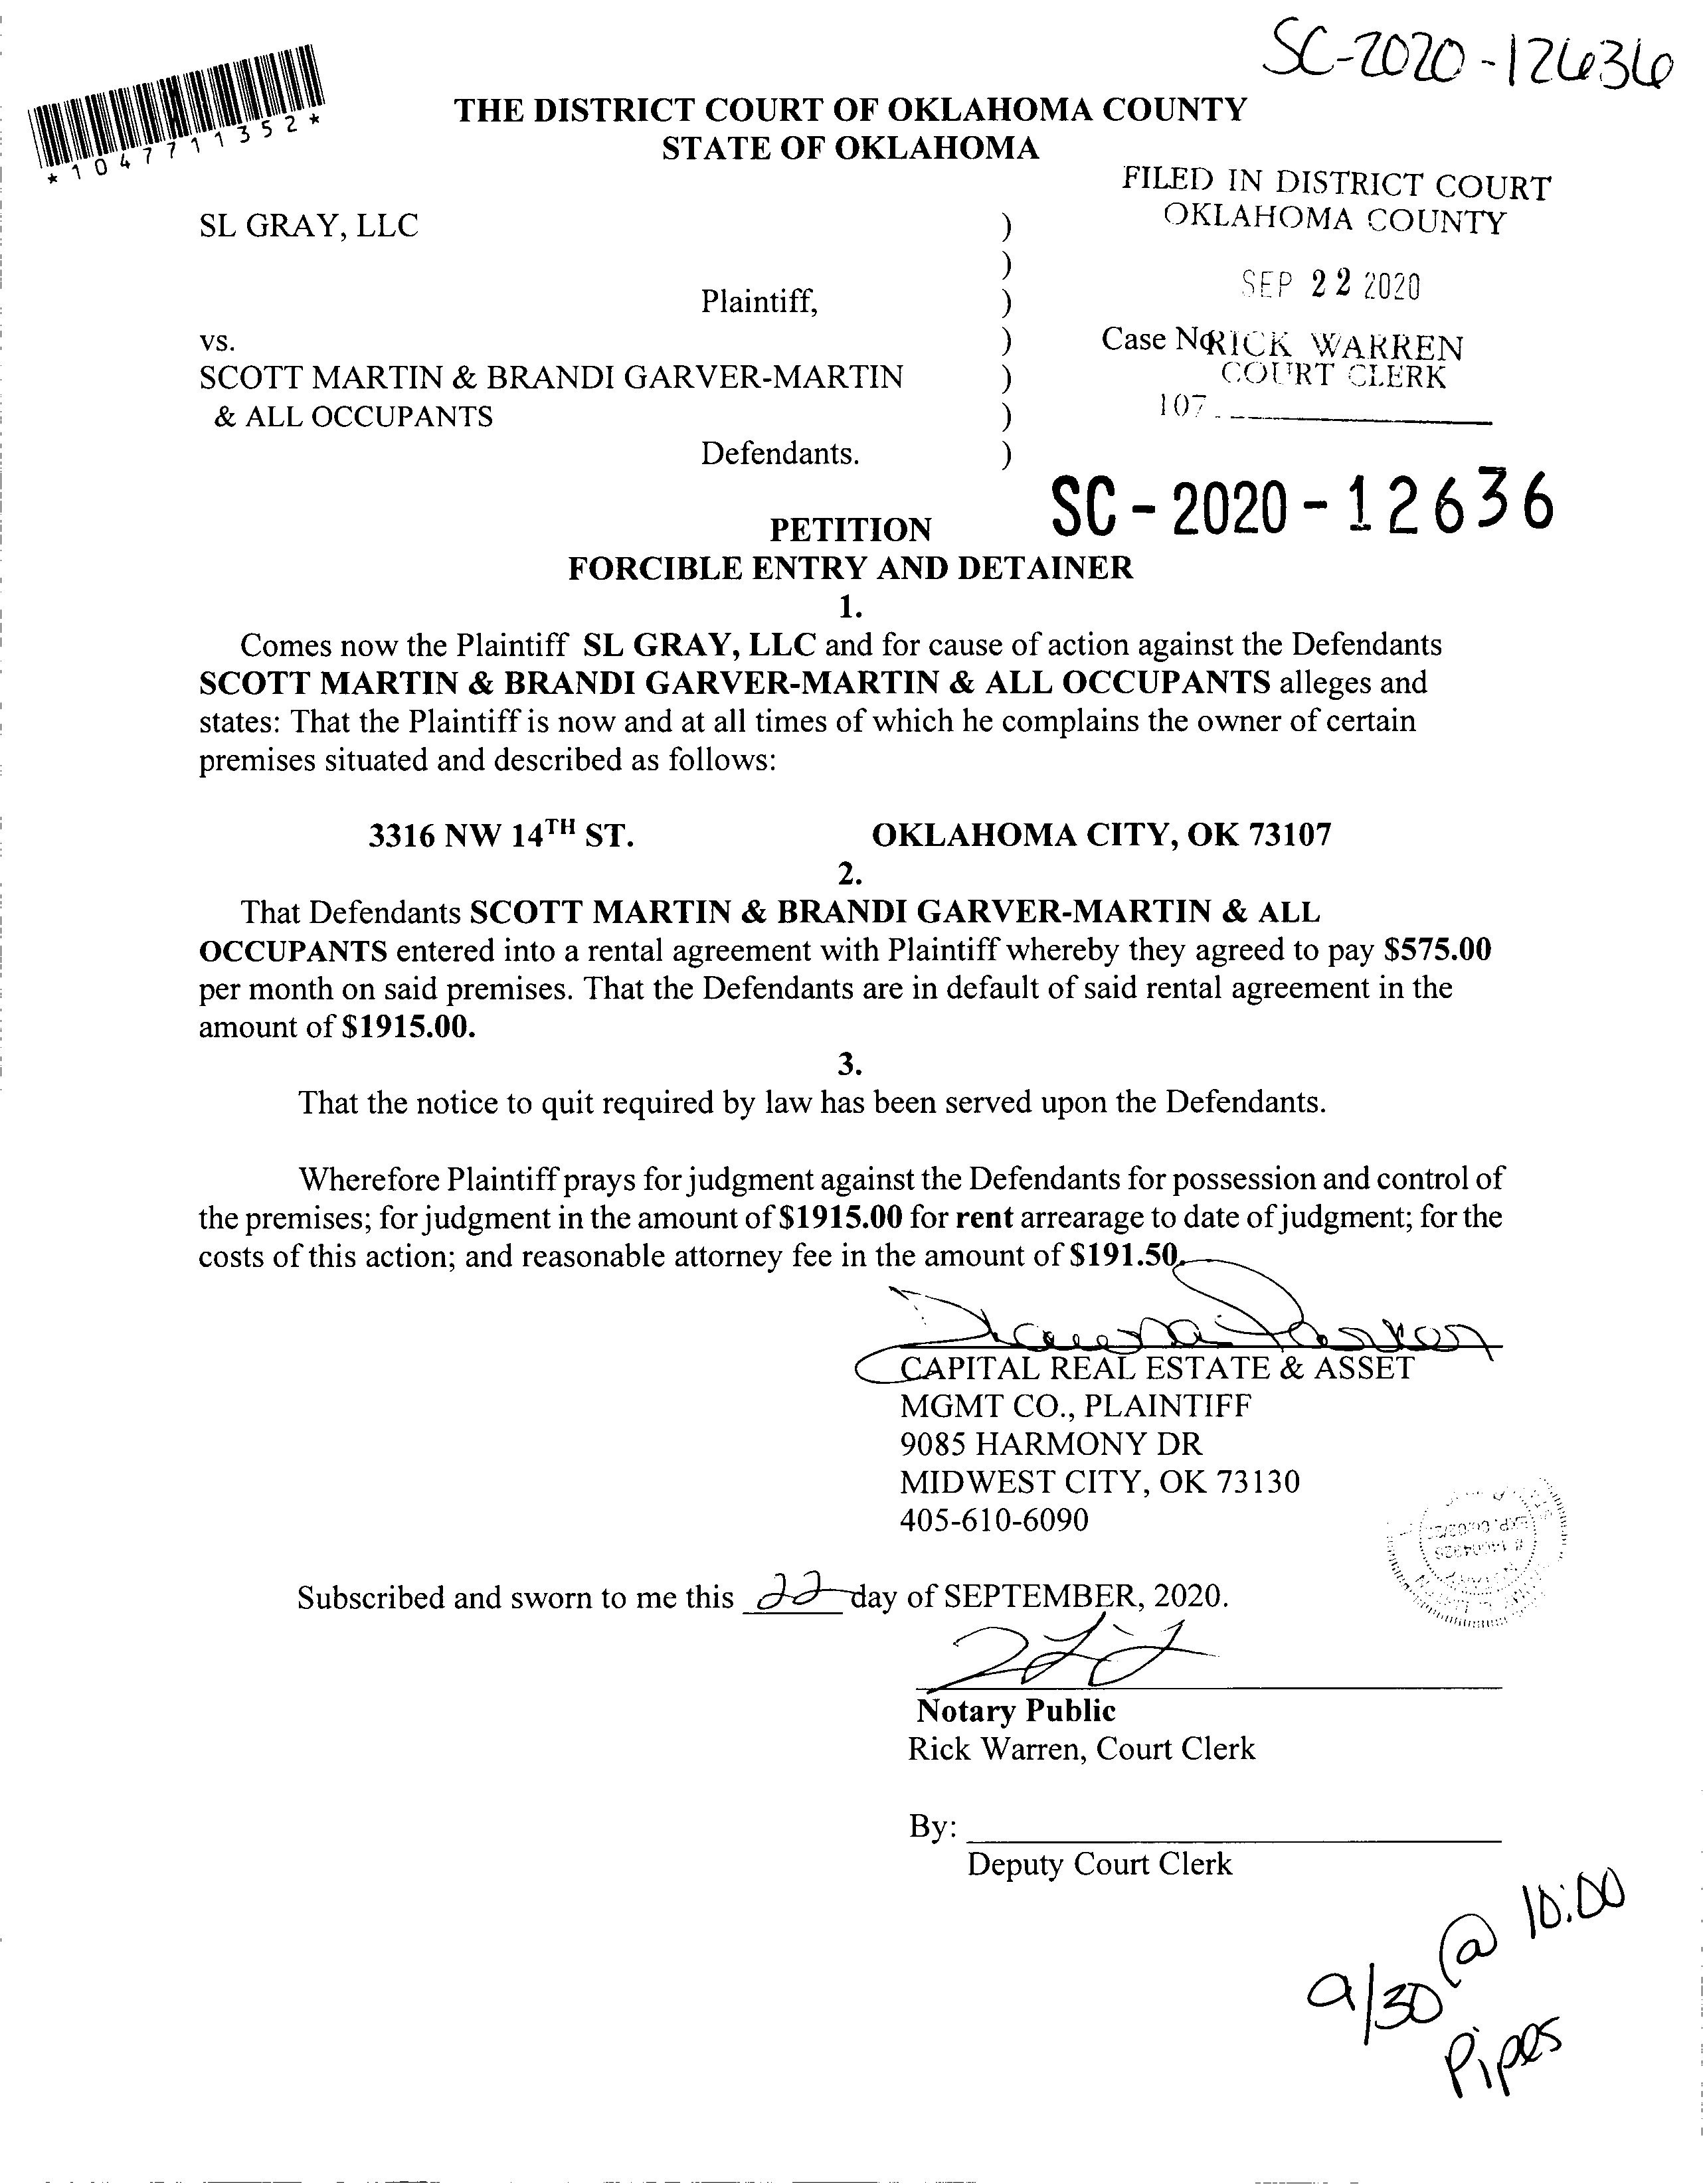 SC-2020-12636
*1047711352*
THE DISTRICT COURT OF OKLAHOMA COUNTY
STATE OF OKLAHOMA
FILED IN DISTRICT COURT
OKLAHOMA COUNTY
SL GRAY, LLC )
)
SEP 22 2020
Plaintiff, )
vs. ) Case No RICK WARREN
SCOTT MARTIN & BRANDI GARVER-MARTIN ) COURT CLERK
& ALL OCCUPANTS ) 107
Defendants. )
SC-2020-12636
PETITION
FORCIBLE ENTRY AND DETAINER
1.
Comes now the Plaintiff SL GRAY, LLC and for cause of action against the Defendants
SCOTT MARTIN & BRANDI GARVER-MARTIN & ALL OCCUPANTS alleges and
states: That the Plaintiff is now and at all times of which he complains the owner of certain
premises situated and described as follows:
3316 NW 14TH ST. OKLAHOMA CITY, OK 73107
2.
That Defendants SCOTT MARTIN & BRANDI GARVER-MARTIN & ALL
OCCUPANTS entered into a rental agreement with Plaintiff whereby they agreed to pay $575.00
per month on said premises. That the Defendants are in default of said rental agreement in the
amount of $1915.00.
3.
That the notice to quit required by law has been served upon the Defendants.
Wherefore Plaintiff prays for judgment against the Defendants for possession and control of
the premises; for judgment in the amount of $1915.00 for rent arrearage to date of judgment; for the
costs of this action; and reasonable attorney fee in the amount of $191.50.
CAPITAL REAL ESTATE & ASSET
MGMT CO., PLAINTIFF
9085 HARMONY DR
MIDWEST CITY, OK 73130
405-610-6090
Subscribed and sworn to me this 22 day of SEPTEMBER, 2020.
Notary Public
Rick Warren, Court Clerk
By:
Deputy Court Clerk
9/30 @ 10:00
Pipes